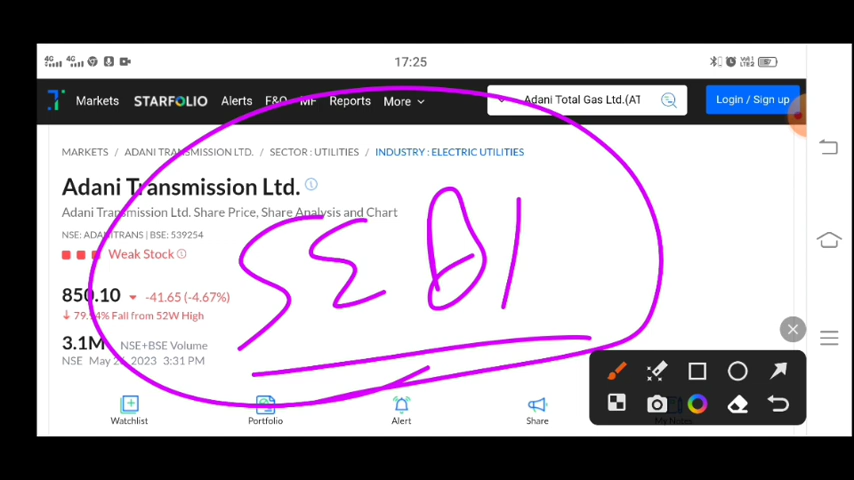 4G 4G 17:25
Markets STARFOLIO Alerts F&O MF Reports More Adani Total Gas Ltd.(AT Login / Sign up
MARKETS / ADANI TRANSMISSION LTD. / SECTOR : UTILITIES / INDUSTRY : ELECTRIC UTILITIES
Adani Transmission Ltd.
Adani Transmission Ltd. Share Price, Share Analysis and Chart
NSE: ADANITRANS | BSE: 539254
Weak Stock
SEBI
850.10 -41.65 (-4.67%)
Fall from 52W High
3.1M NSE+BSE Volume
NSE 2023 3:31 PM
Watchlist Portfolio Alert Share